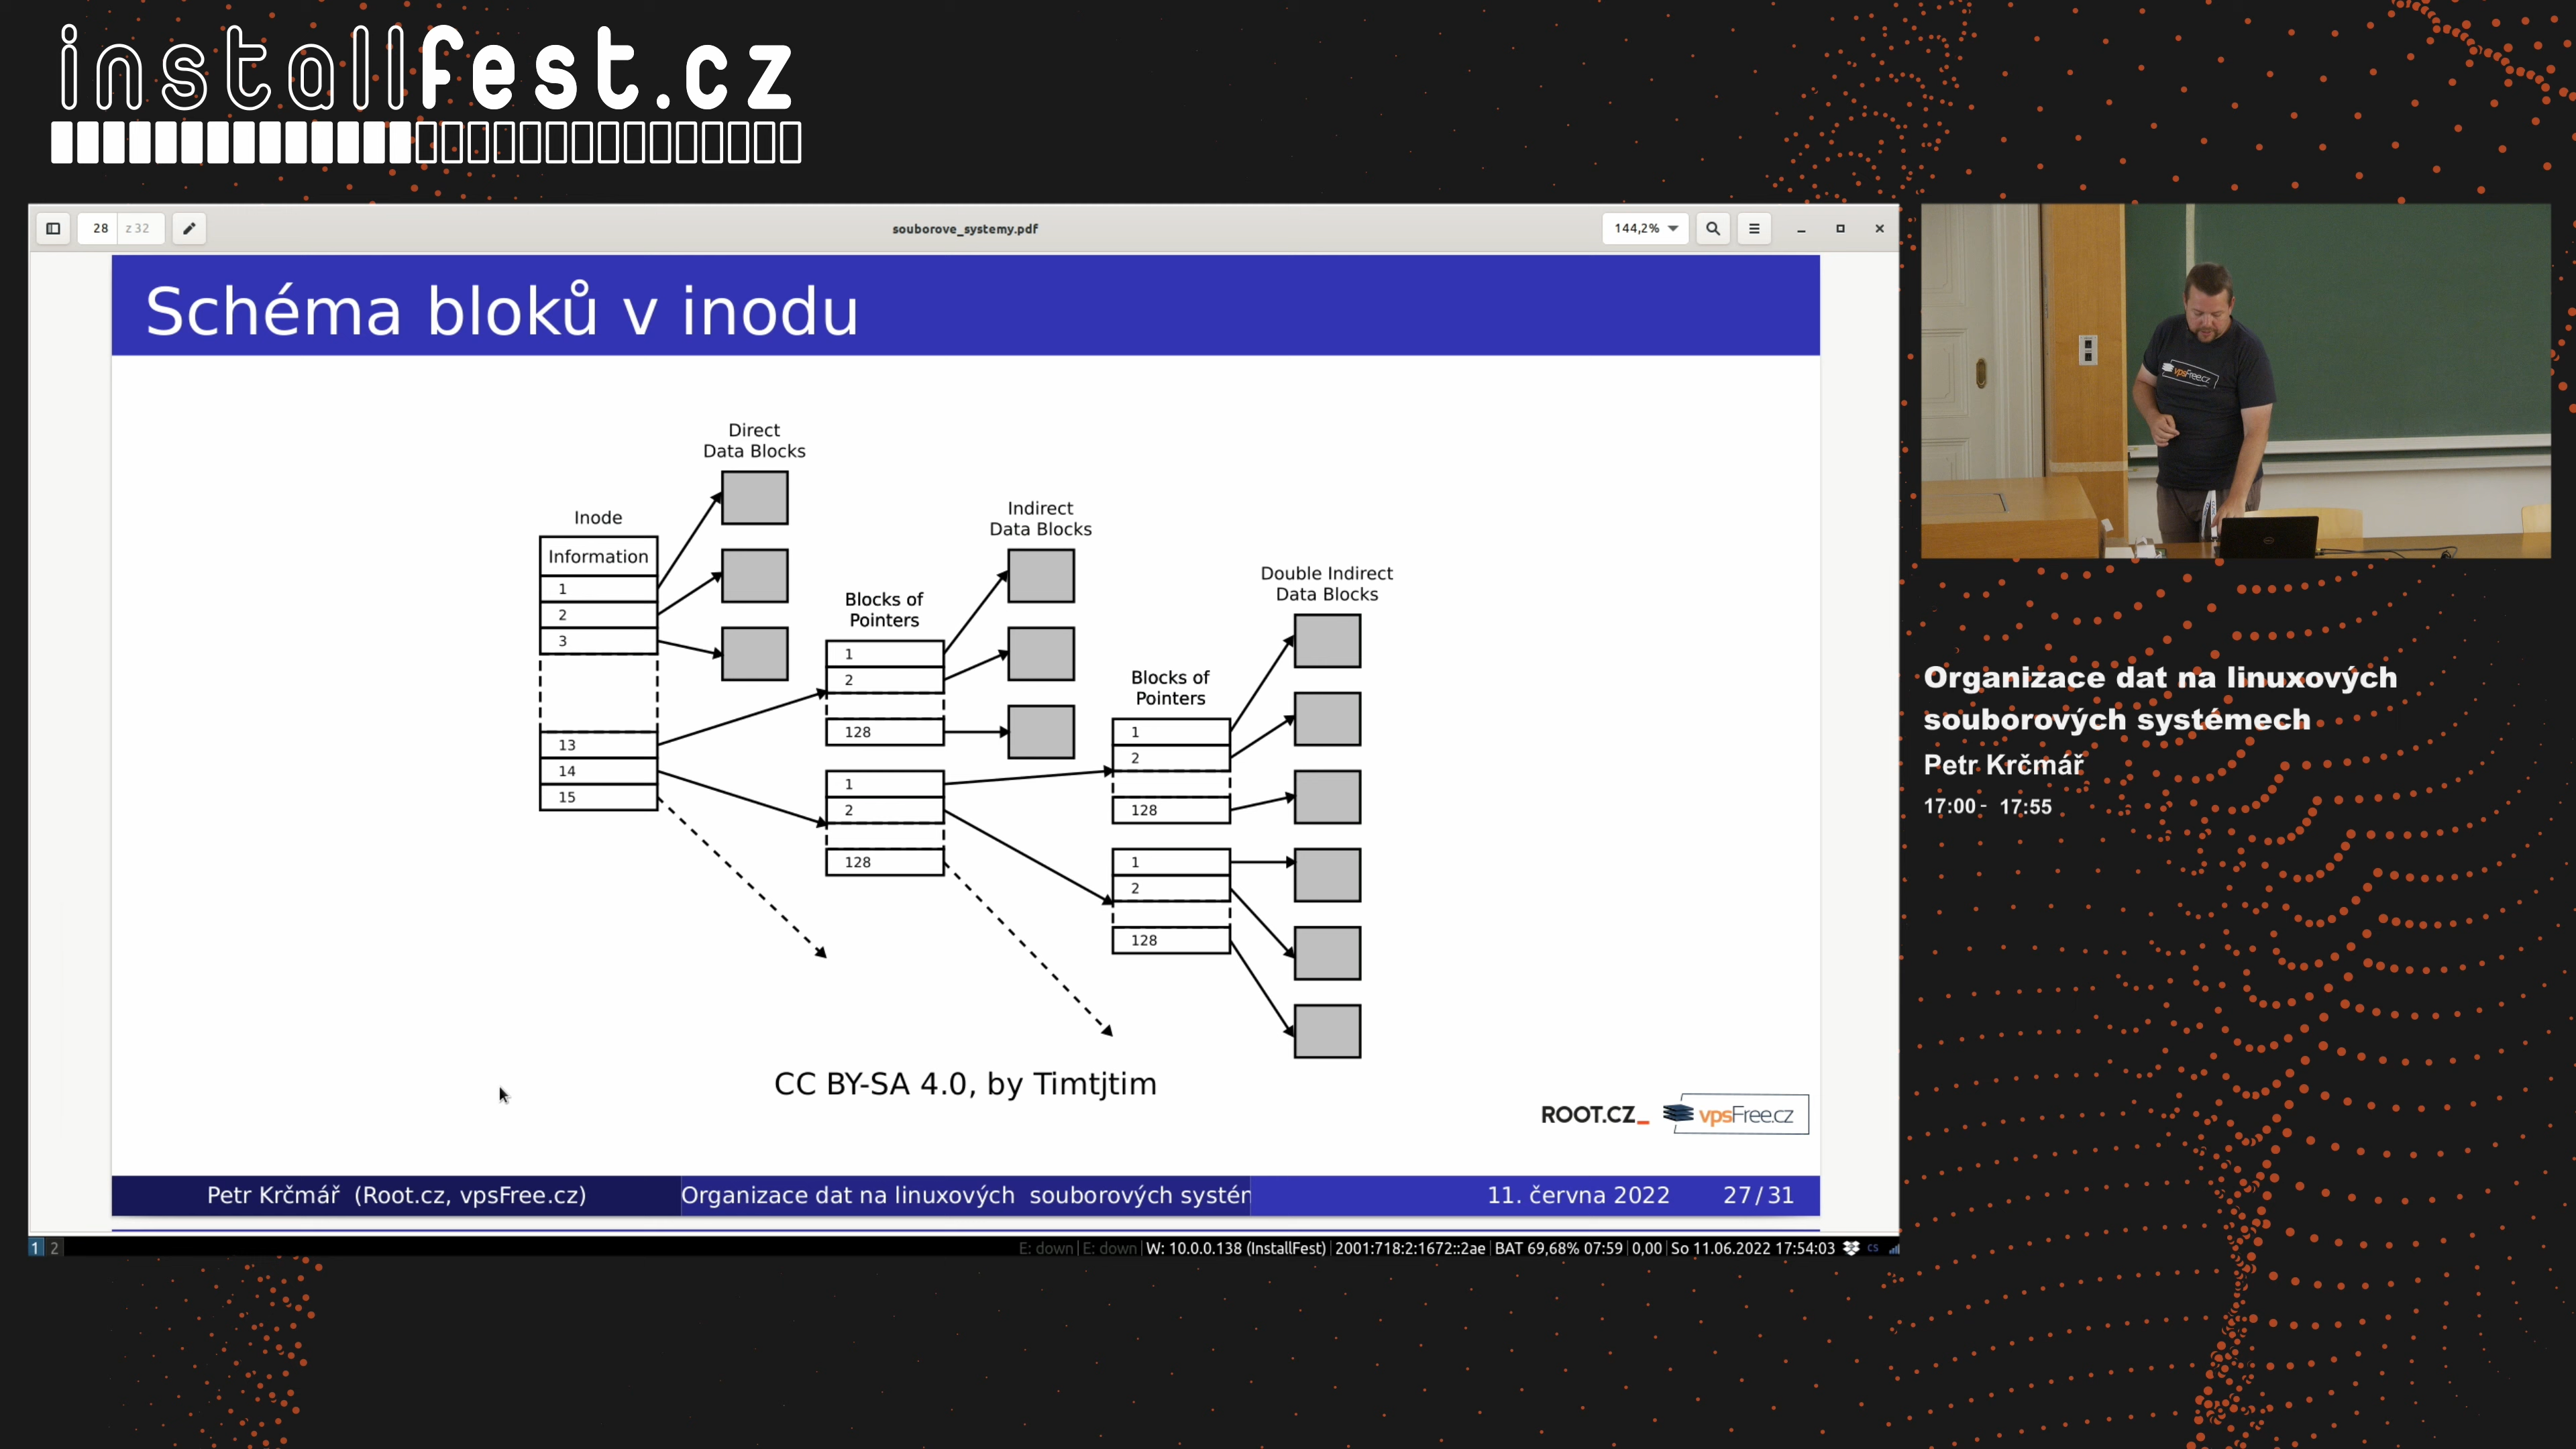 installfest.cz
28 z 32
souborove_systemy.pdf
144,2%
Schéma bloků v inodu
Direct
Data Blocks
Inode
Information
1
2
3
13
14
15
Blocks of
Pointers
1
2
128
1
2
128
Indirect
Data Blocks
Blocks of
Pointers
1
2
128
1
2
128
Double Indirect
Data Blocks
CC BY-SA 4.0, by Timtjtim
ROOT.CZ_
vpsFree.cz
Petr Krčmář (Root.cz, vpsFree.cz)
Organizace dat na linuxových souborových systém
11. června 2022
27/31
1 2
E: down|E: down|W: 10.0.0.138 (InstallFest)|2001:718:2:1672::2ae|BAT 69,68% 07:59|0,00|So 11.06.2022 17:54:03 cs
vpsFree.cz
Organizace dat na linuxových
souborových systémech
Petr Krčmář
17:00 - 17:55